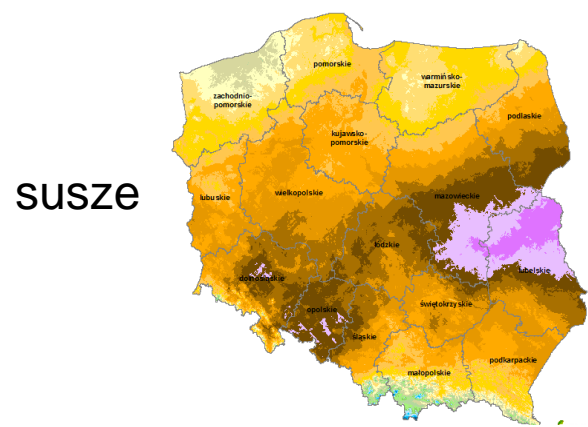 pomorskie
warmińsko-
mazurskie
zachodnio-
pomorskie
podlaskie
kujawsko-
pomorskie
susze
lubuskie
wielkopolskie
mazowieckie
łódzkie
lubelskie
dolnośląskie
opolskie
świętokrzyskie
śląskie
podkarpackie
małopolskie